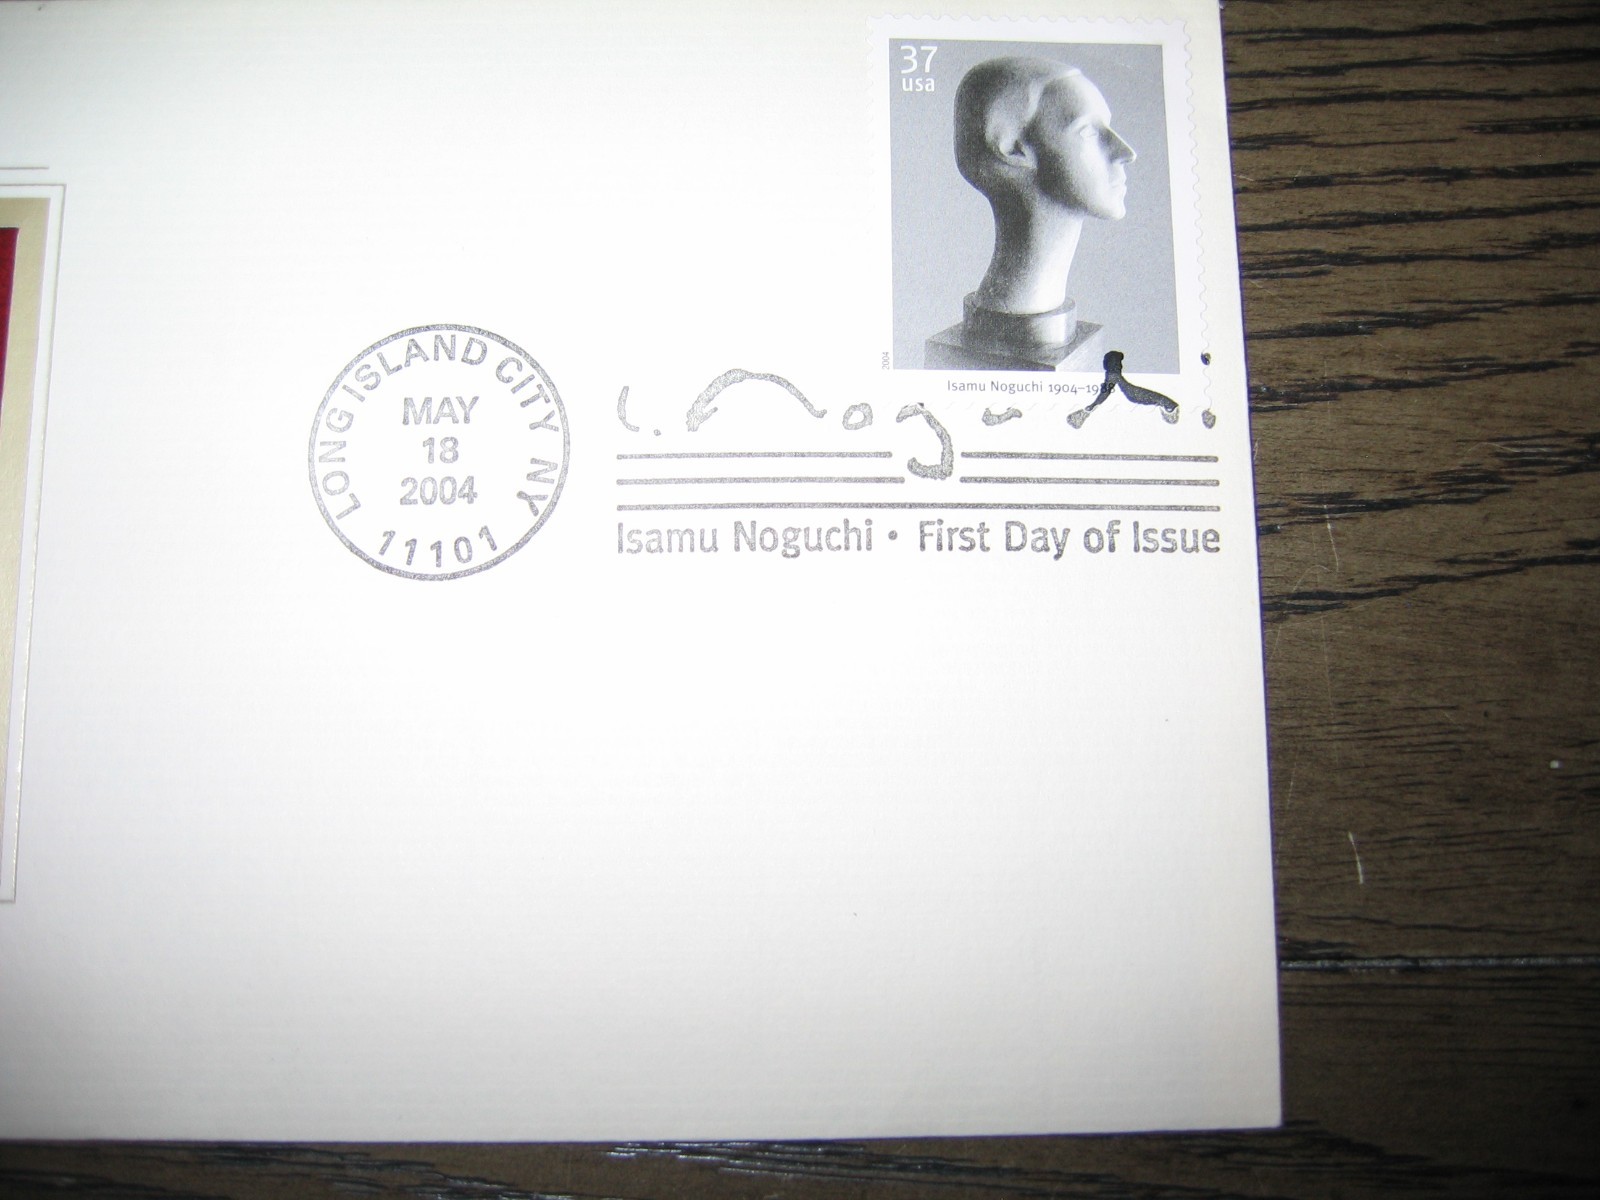 37
usa
2004
Isamu Noguchi 1904-1988
I. Noguchi
LONG ISLAND CITY NY
MAY
18
2004
11101
Isamu Noguchi • First Day of Issue